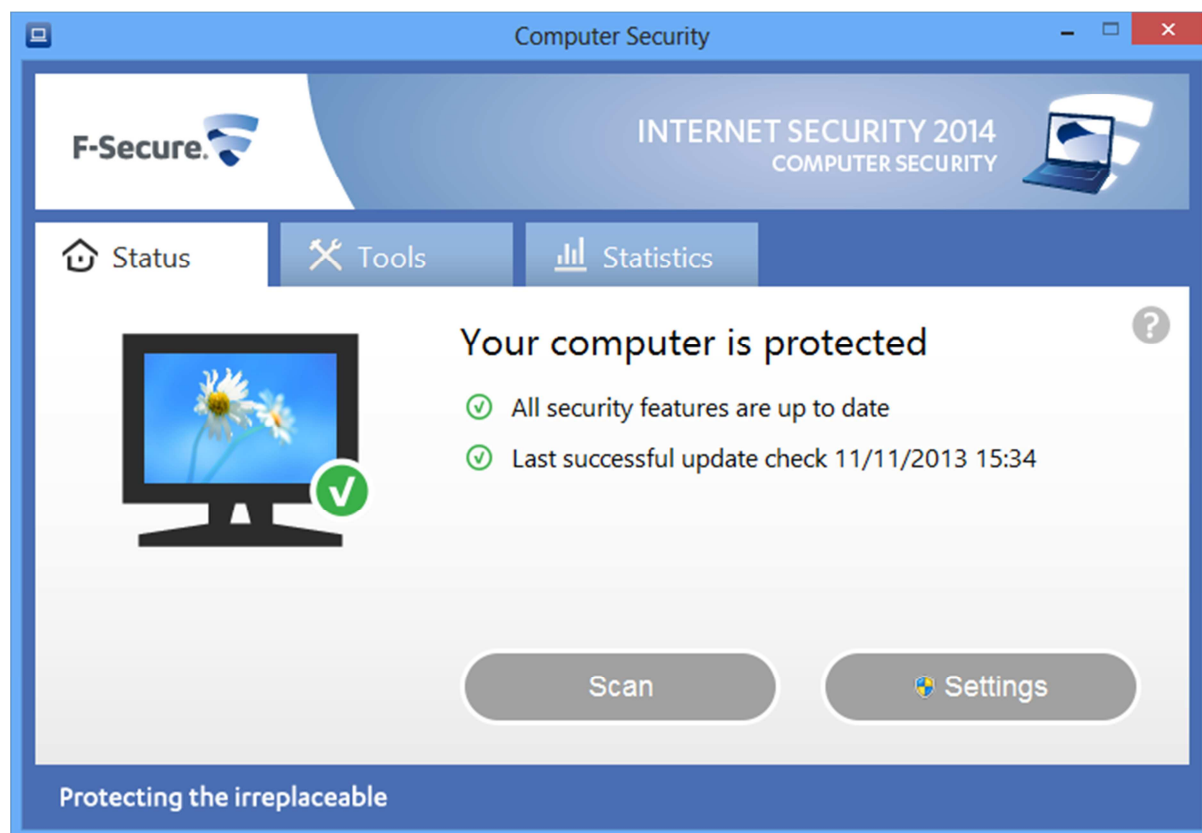 Computer Security
F-Secure.
INTERNET SECURITY 2014
COMPUTER SECURITY
Status
Tools
Statistics
Your computer is protected
?
All security features are up to date
Last successful update check 11/11/2013 15:34
Scan
Settings
Protecting the irreplaceable